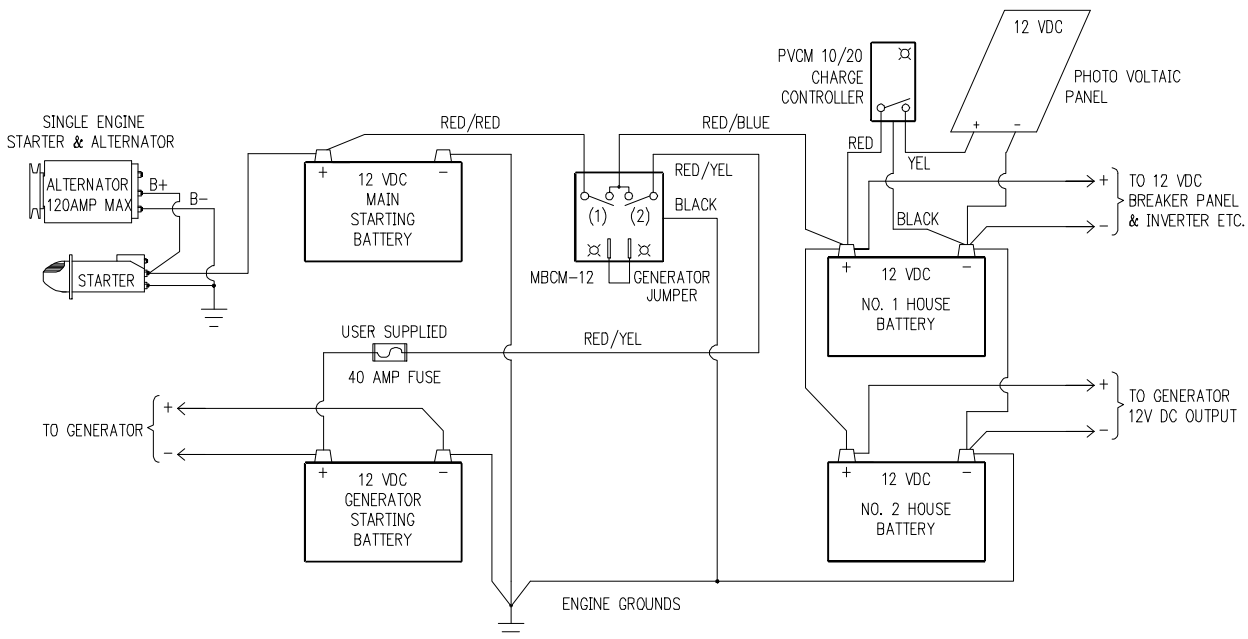 12 VDC
PHOTO VOLTAIC
PANEL
+ −
PVCM 10/20
CHARGE
CONTROLLER
RED
YEL
BLACK
SINGLE ENGINE
STARTER & ALTERNATOR
ALTERNATOR
120AMP MAX
B+
B−
STARTER
RED/RED
+ −
12 VDC
MAIN
STARTING
BATTERY
RED/BLUE
RED/YEL
BLACK
(1) (2)
MBCM-12
GENERATOR
JUMPER
+
−
TO 12 VDC
BREAKER PANEL
& INVERTER ETC.
+ −
12 VDC
NO. 1 HOUSE
BATTERY
USER SUPPLIED
40 AMP FUSE
RED/YEL
+
−
TO GENERATOR
12V DC OUTPUT
+
−
TO GENERATOR
+ −
12 VDC
GENERATOR
STARTING
BATTERY
+ −
12 VDC
NO. 2 HOUSE
BATTERY
ENGINE GROUNDS